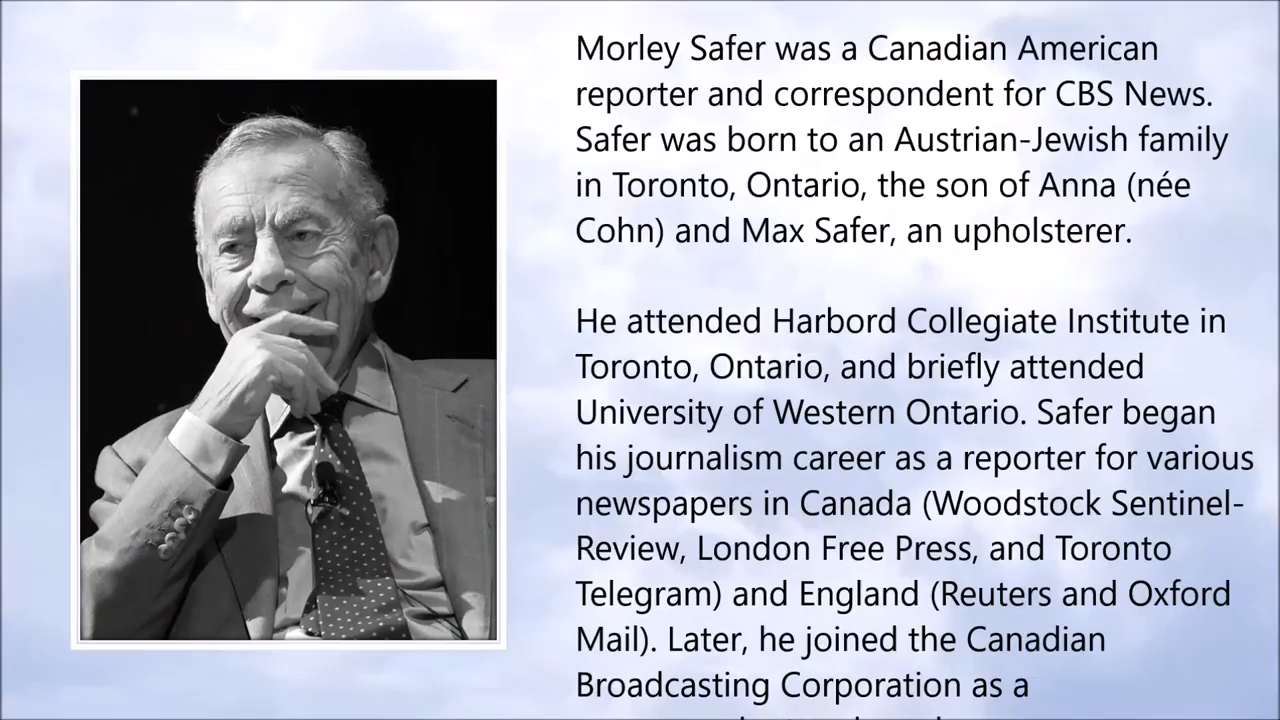 Morley Safer was a Canadian American
reporter and correspondent for CBS News.
Safer was born to an Austrian-Jewish family
in Toronto, Ontario, the son of Anna (née
Cohn) and Max Safer, an upholsterer.
He attended Harbord Collegiate Institute in
Toronto, Ontario, and briefly attended
University of Western Ontario. Safer began
his journalism career as a reporter for various
newspapers in Canada (Woodstock Sentinel-
Review, London Free Press, and Toronto
Telegram) and England (Reuters and Oxford
Mail). Later, he joined the Canadian
Broadcasting Corporation as a